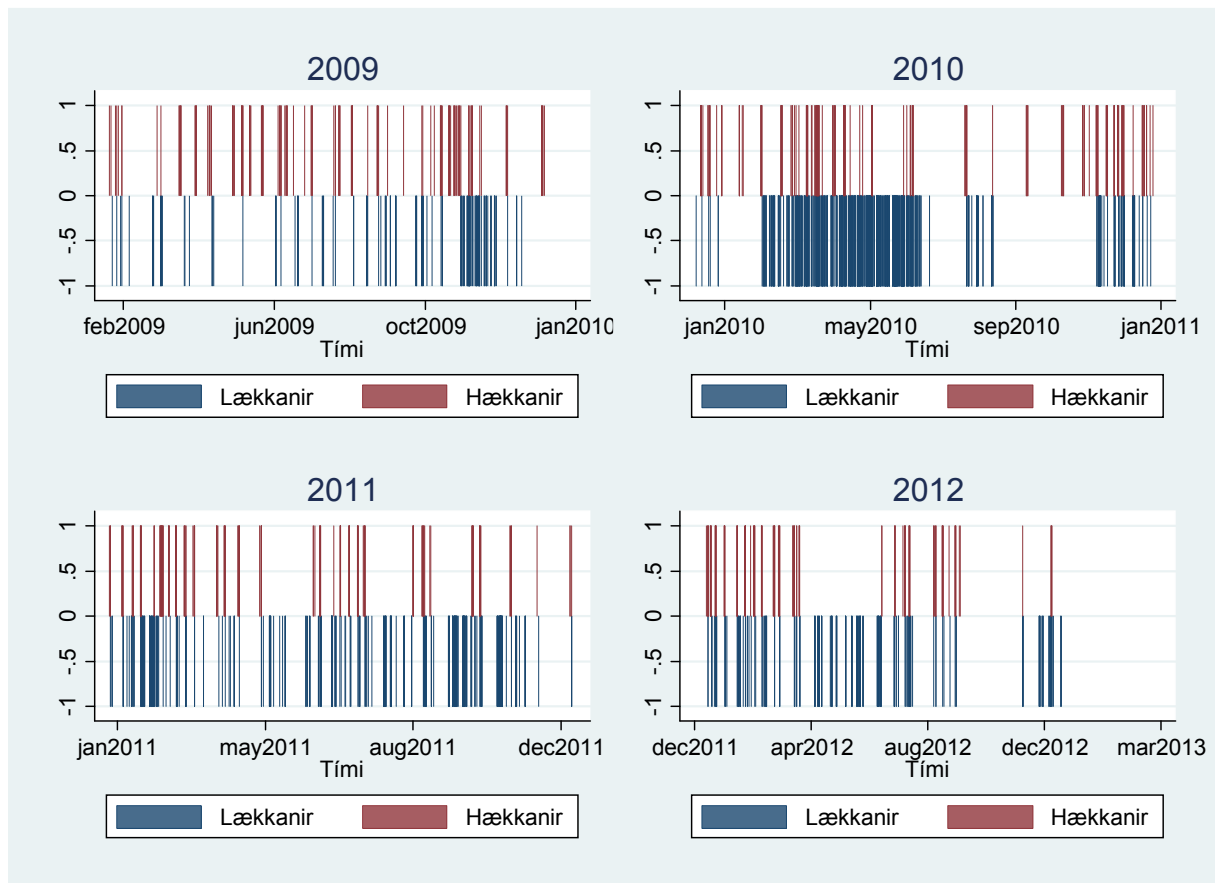 2009
1
.5
0
-.5
-1
feb2009 jun2009 oct2009 jan2010
Tími
Lækkanir Hækkanir
2010
1
.5
0
-.5
-1
jan2010 may2010 sep2010 jan2011
Tími
Lækkanir Hækkanir
2011
1
.5
0
-.5
-1
jan2011 may2011 aug2011 dec2011
Tími
Lækkanir Hækkanir
2012
1
.5
0
-.5
-1
dec2011 apr2012 aug2012 dec2012 mar2013
Tími
Lækkanir Hækkanir